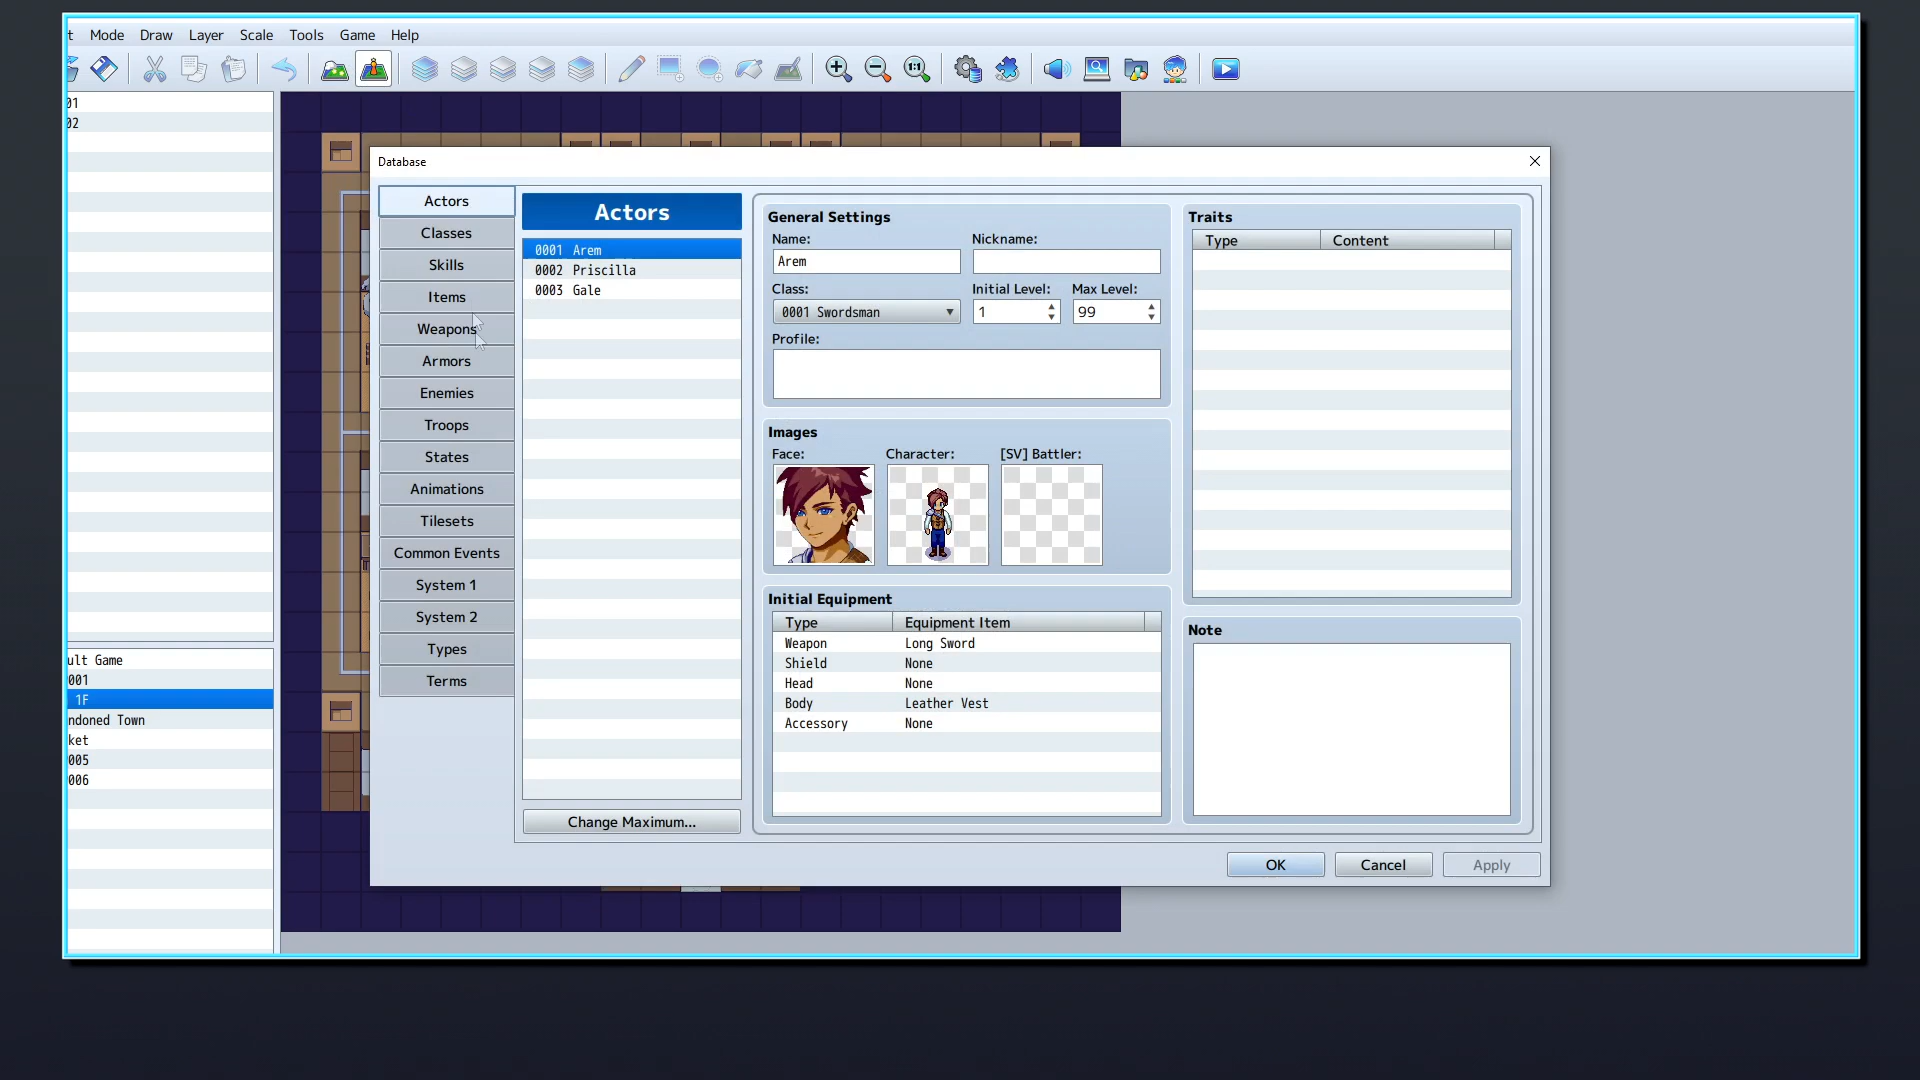 t Mode Draw Layer Scale Tools Game Help
01
02
ult Game
001
1F
ndoned Town
ket
005
006
Database
Actors
Classes
Skills
Items
Weapons
Armors
Enemies
Troops
States
Animations
Tilesets
Common Events
System 1
System 2
Types
Terms
Actors
0001 Arem
0002 Priscilla
0003 Gale
Change Maximum...
General Settings
Name: Nickname:
Arem
Class: Initial Level: Max Level:
0001 Swordsman 1 99
Profile:
Images
Face: Character: [SV] Battler:
Initial Equipment
Type Equipment Item
Weapon Long Sword
Shield None
Head None
Body Leather Vest
Accessory None
Traits
Type Content
Note
OK Cancel Apply
1:1